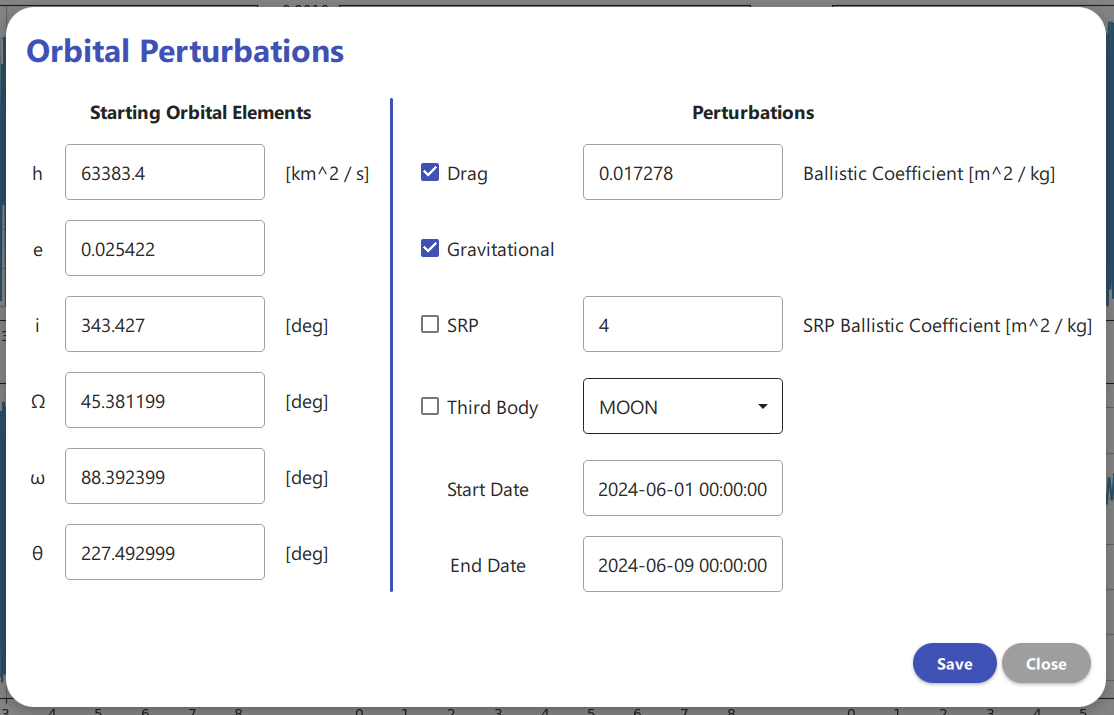 Orbital Perturbations
Starting Orbital Elements
h 63383.4 [km^2 / s]
e 0.025422
i 343.427 [deg]
Ω 45.381199 [deg]
ω 88.392399 [deg]
θ 227.492999 [deg]
Perturbations
Drag 0.017278 Ballistic Coefficient [m^2 / kg]
Gravitational
SRP 4 SRP Ballistic Coefficient [m^2 / kg]
Third Body MOON
Start Date 2024-06-01 00:00:00
End Date 2024-06-09 00:00:00
Save Close